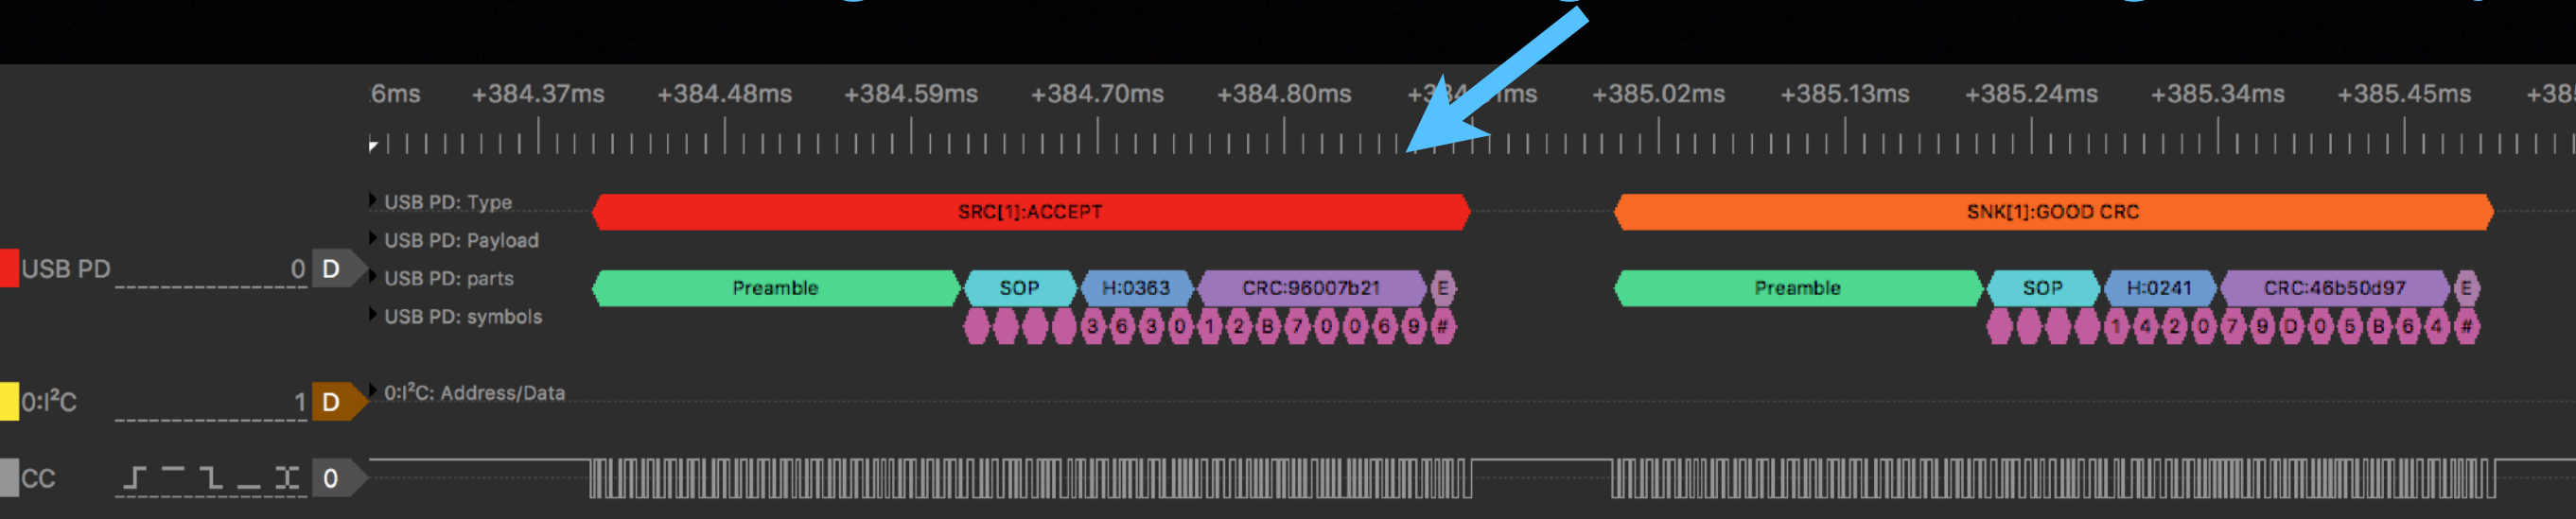 6ms +384.37ms +384.48ms +384.59ms +384.70ms +384.80ms +385.02ms +385.13ms +385.24ms +385.34ms +385.45ms
USB PD: Type SRC[1]:ACCEPT SNK[1]:GOOD CRC
USB PD: Payload
USB PD 0 D
USB PD: parts Preamble SOP H:0363 CRC:96007b21 E Preamble SOP H:0241 CRC:46b50d97 E
USB PD: symbols 3 6 3 0 1 2 B 7 0 0 6 9 # 1 4 2 0 7 9 D 0 5 B 6 4 #
0:I²C 1 D 0:I²C: Address/Data
CC 0